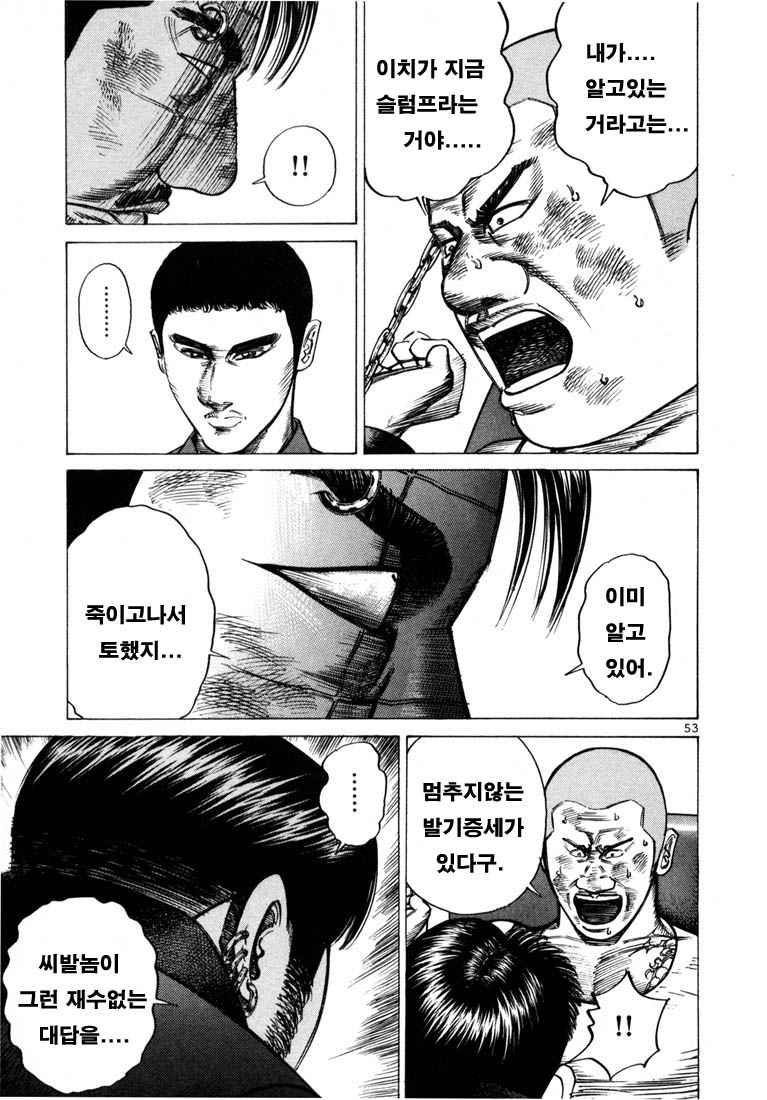 내가....
알고있는
거라고는...
이치가 지금
슬럼프라는
거야.....
!!
......
이미
알고
있어.
죽이고나서
토했지...
53
멈추지않는
발기증세가
있다구.
!!
.....
씨발놈이
그런 재수없는
대답을....